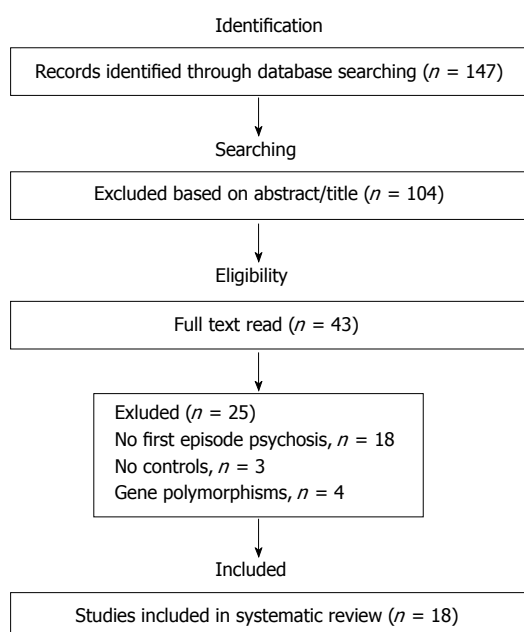 Identification
Records identified through database searching (n = 147)
Searching
Excluded based on abstract/title (n = 104)
Eligibility
Full text read (n = 43)
Exluded (n = 25)
No first episode psychosis, n = 18
No controls, n = 3
Gene polymorphisms, n = 4
Included
Studies included in systematic review (n = 18)